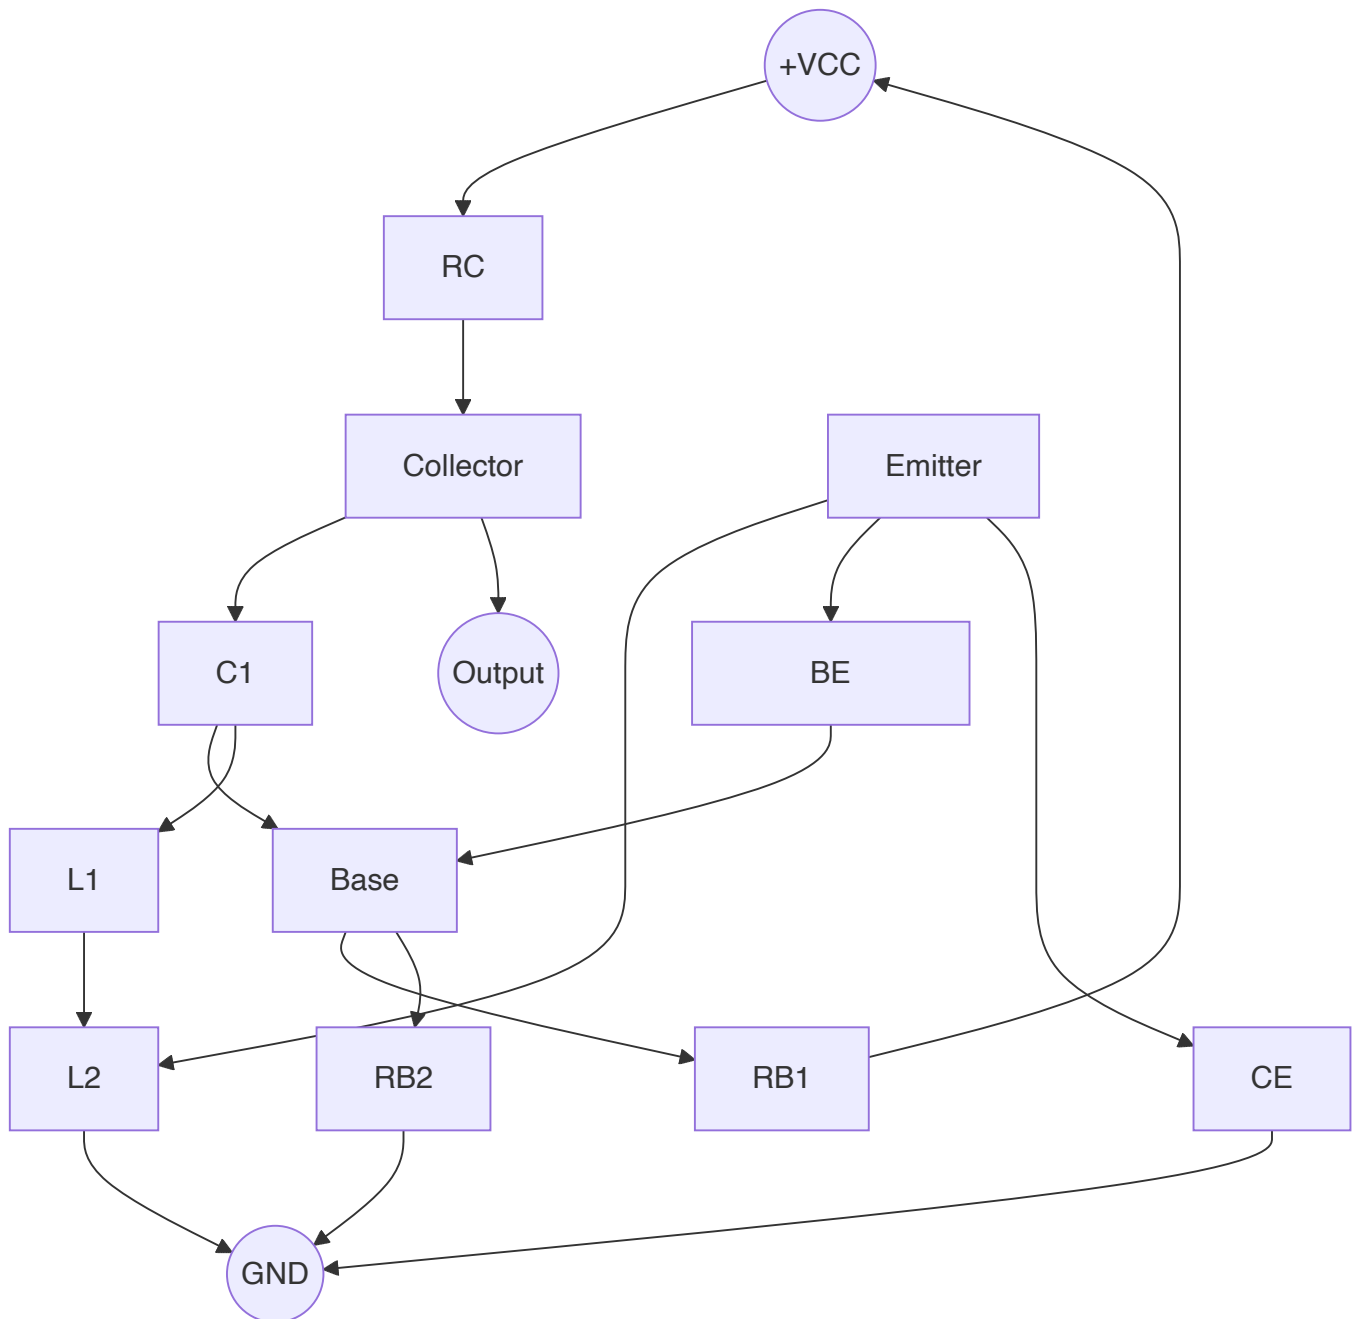 +VCC
RC
Collector
Emitter
C1
Output
BE
L1
Base
L2
RB2
RB1
CE
GND